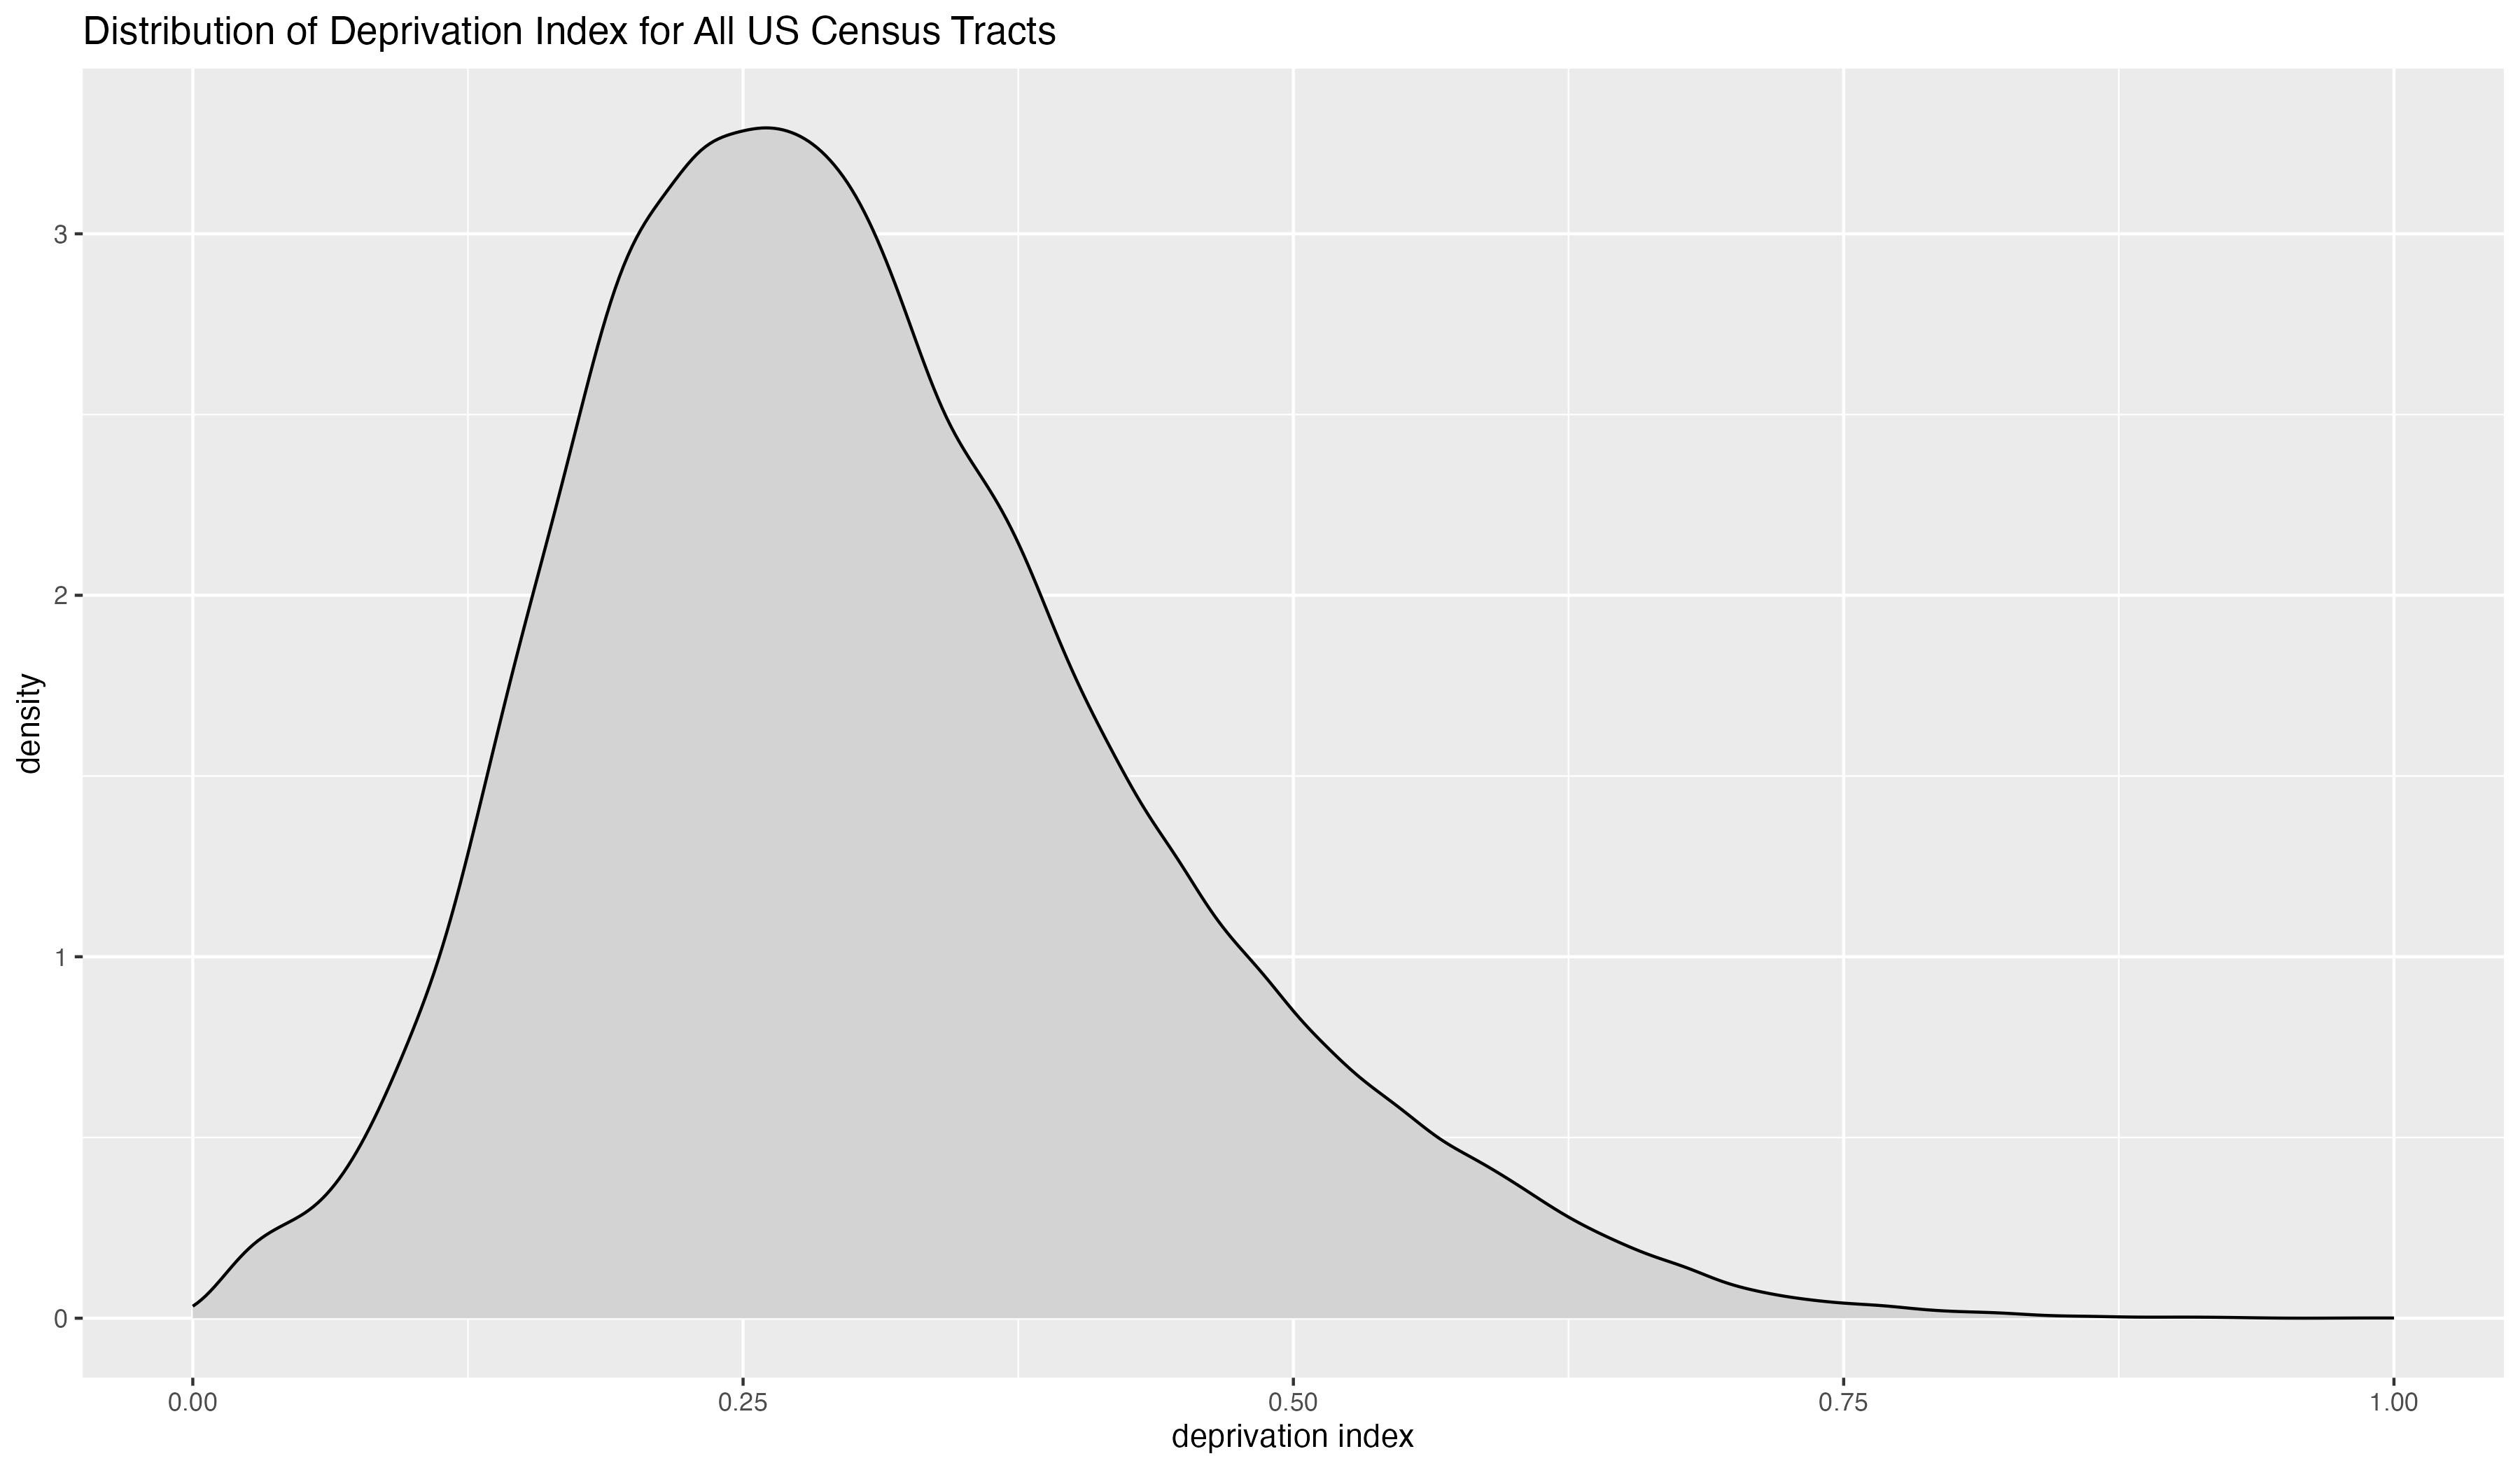 Distribution of Deprivation Index for All US Census Tracts
density
3
2
1
0
0.00 0.25 0.50 0.75 1.00
deprivation index